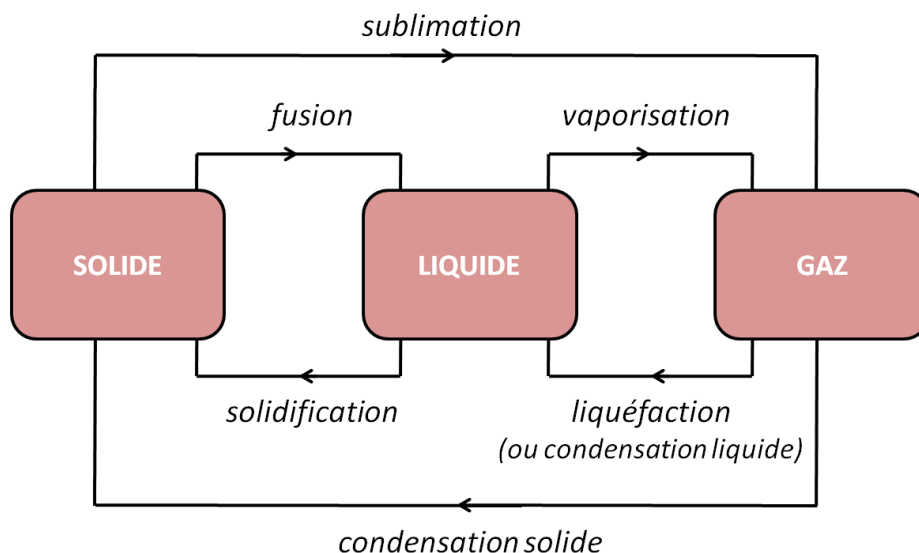 sublimation
fusion
vaporisation
SOLIDE
LIQUIDE
GAZ
solidification
liquéfaction
(ou condensation liquide)
condensation solide